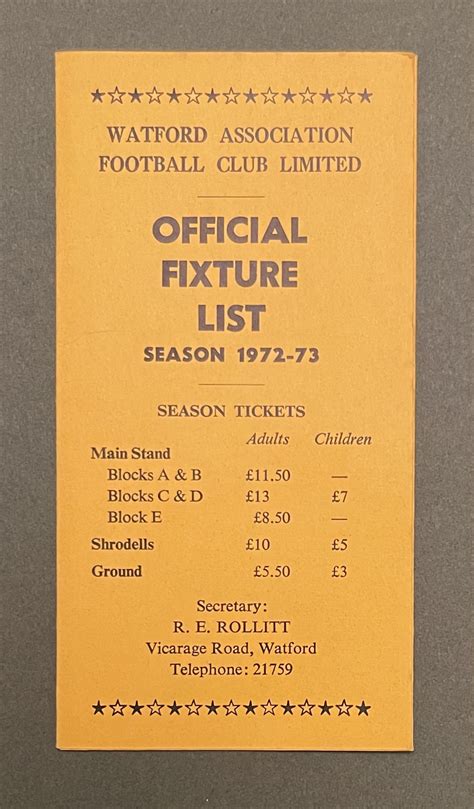 ★☆★☆★☆★☆★☆★☆★☆★☆★
WATFORD ASSOCIATION
FOOTBALL CLUB LIMITED
OFFICIAL
FIXTURE
LIST
SEASON 1972-73
SEASON TICKETS
Adults Children
Main Stand
Blocks A & B £11.50 —
Blocks C & D £13 £7
Block E £8.50 —
Shrodells £10 £5
Ground £5.50 £3
Secretary:
R. E. ROLLITT
Vicarage Road, Watford
Telephone: 21759
★☆★☆★☆★☆★☆★☆★☆★☆★